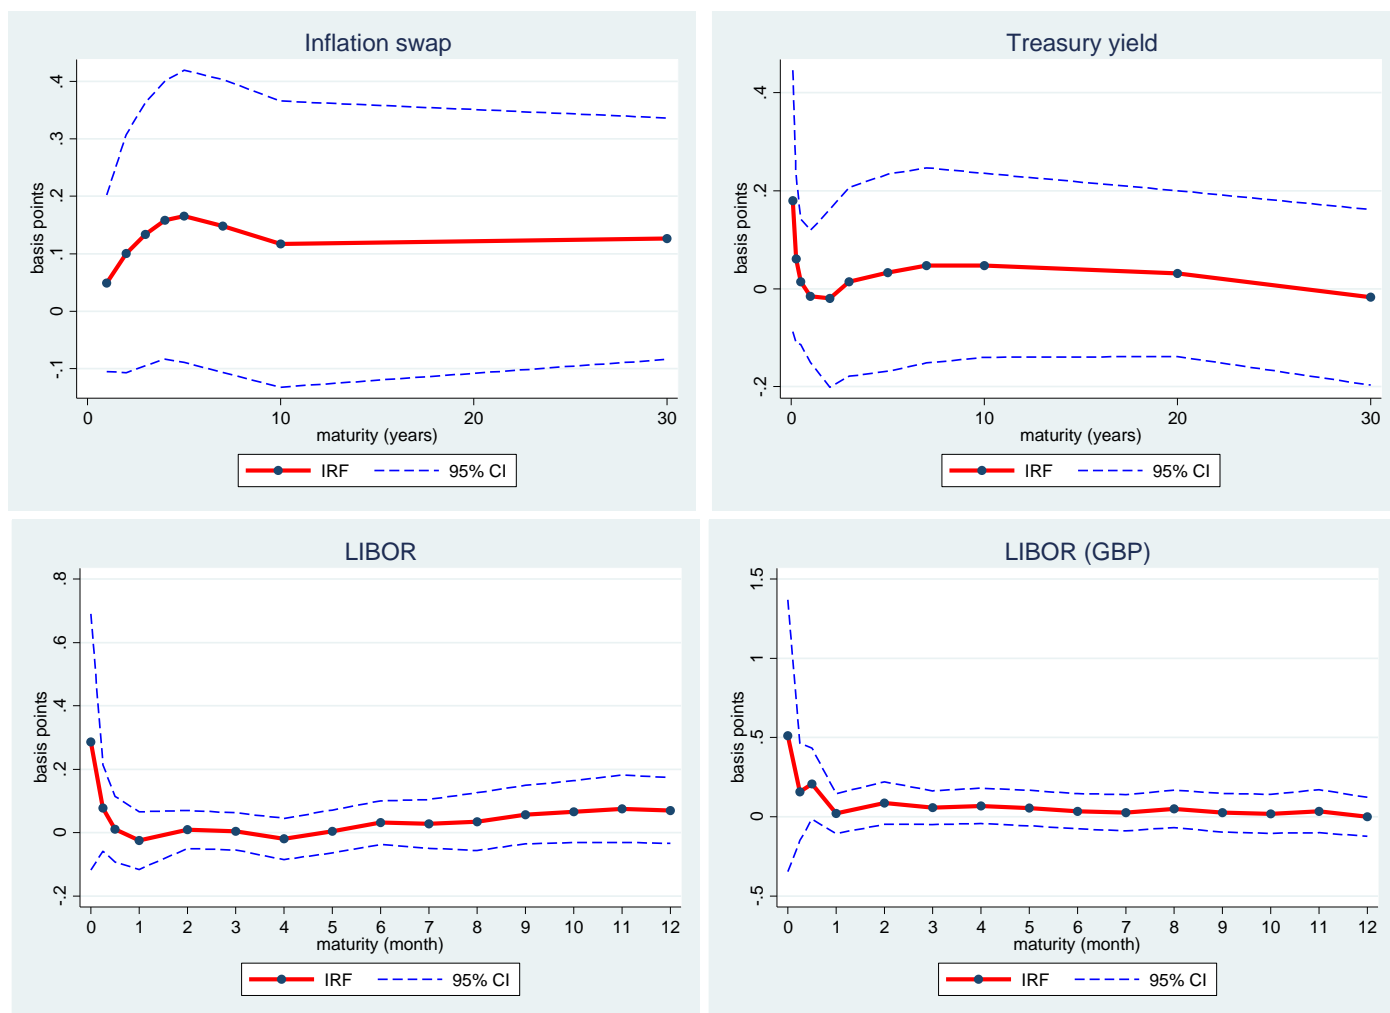 Inflation swap
basis points
.4
.3
.2
.1
0
-.1
0 10 20 30
maturity (years)
IRF 95% CI
Treasury yield
basis points
.4
.2
0
-.2
0 10 20 30
maturity (years)
IRF 95% CI
LIBOR
basis points
.8
.6
.4
.2
0
-.2
0 1 2 3 4 5 6 7 8 9 10 11 12
maturity (month)
IRF 95% CI
LIBOR (GBP)
basis points
1.5
1
.5
0
-.5
0 1 2 3 4 5 6 7 8 9 10 11 12
maturity (month)
IRF 95% CI